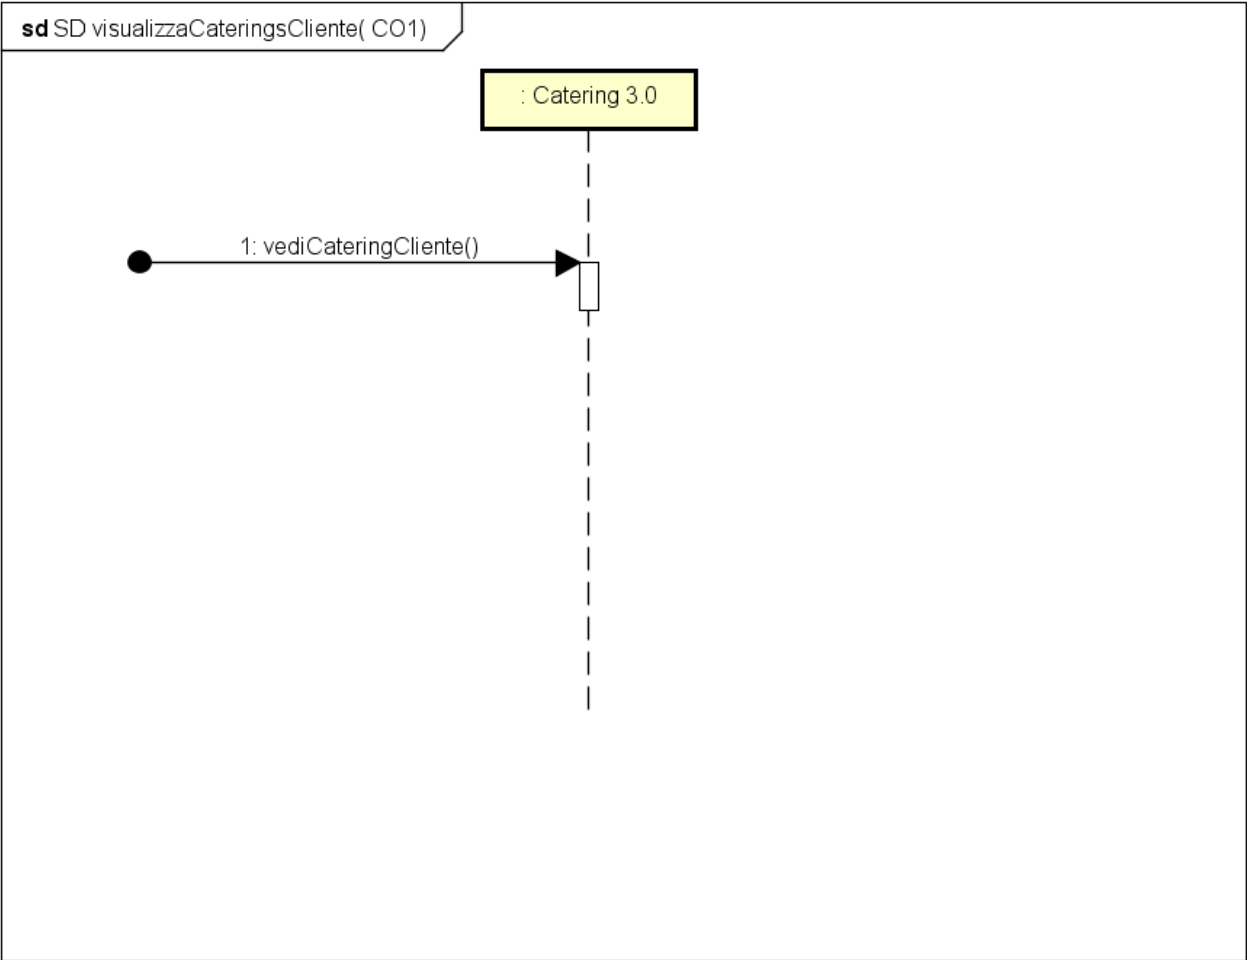 sd SD visualizzaCateringsCliente( CO1)
: Catering 3.0
1: vediCateringCliente()